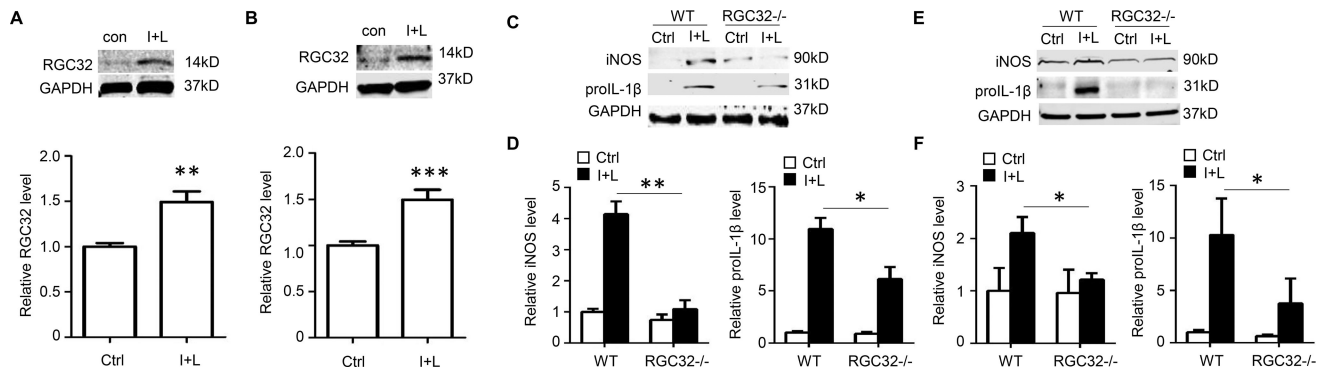 A
con I+L
RGC32 14kD
GAPDH 37kD
Relative RGC32 level
2.0
1.5
1.0
0.5
0
**
Ctrl I+L
B
I+L
con
RGC32 14kD
GAPDH 37kD
Relative RGC32 level
2.0
1.5
1.0
0.5
0
***
Ctrl I+L
C
WT RGC32-/-
Ctrl I+L Ctrl I+L
iNOS 90kD
proIL-1β 31kD
GAPDH 37kD
D
Ctrl
I+L
Relative iNOS level
5
4
3
2
1
0
**
WT RGC32-/-
Ctrl
I+L
Relative proIL-1β level
15
10
5
0
*
WT RGC32-/-
E
WT RGC32-/-
Ctrl I+L Ctrl I+L
iNOS 90kD
proIL-1β 31kD
GAPDH 37kD
F
Ctrl
I+L
Relative iNOS level
3
2
1
0
*
WT RGC32-/-
Ctrl
I+L
Relative proIL-1β level
15
10
5
0
*
WT RGC32-/-